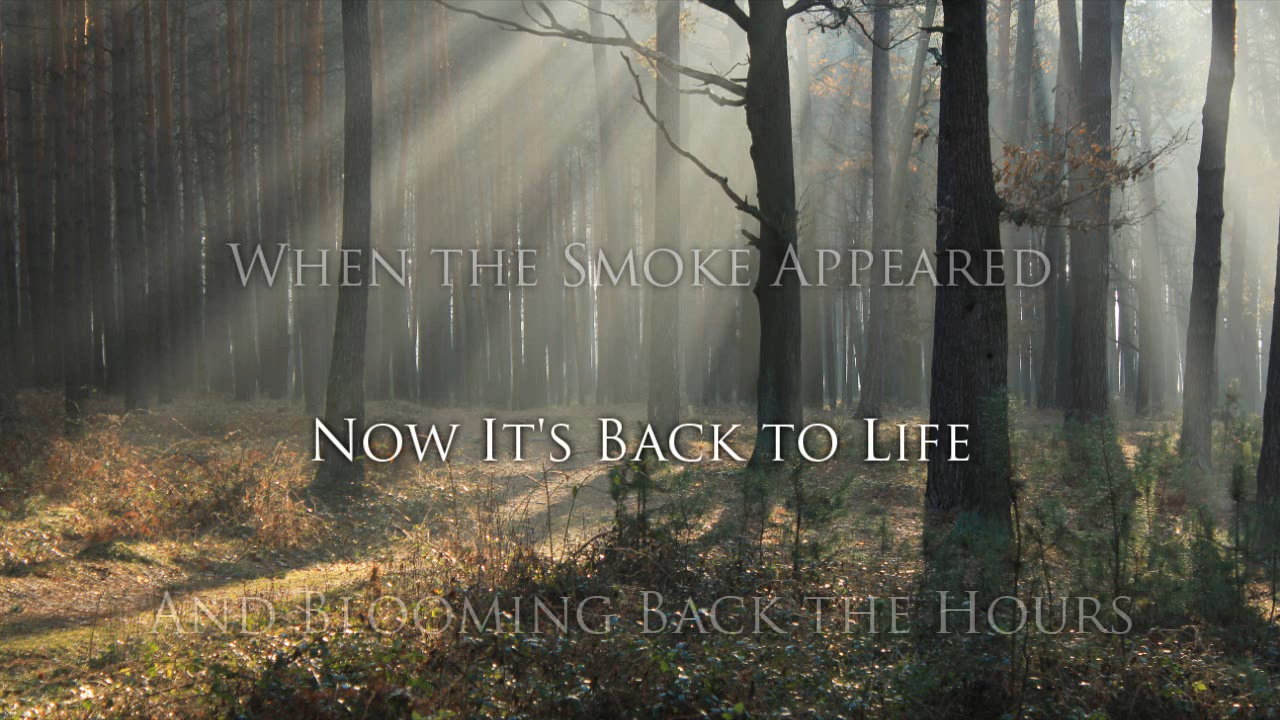 When the Smoke Appeared
Now It's Back to Life
And Blooming Back the Hours